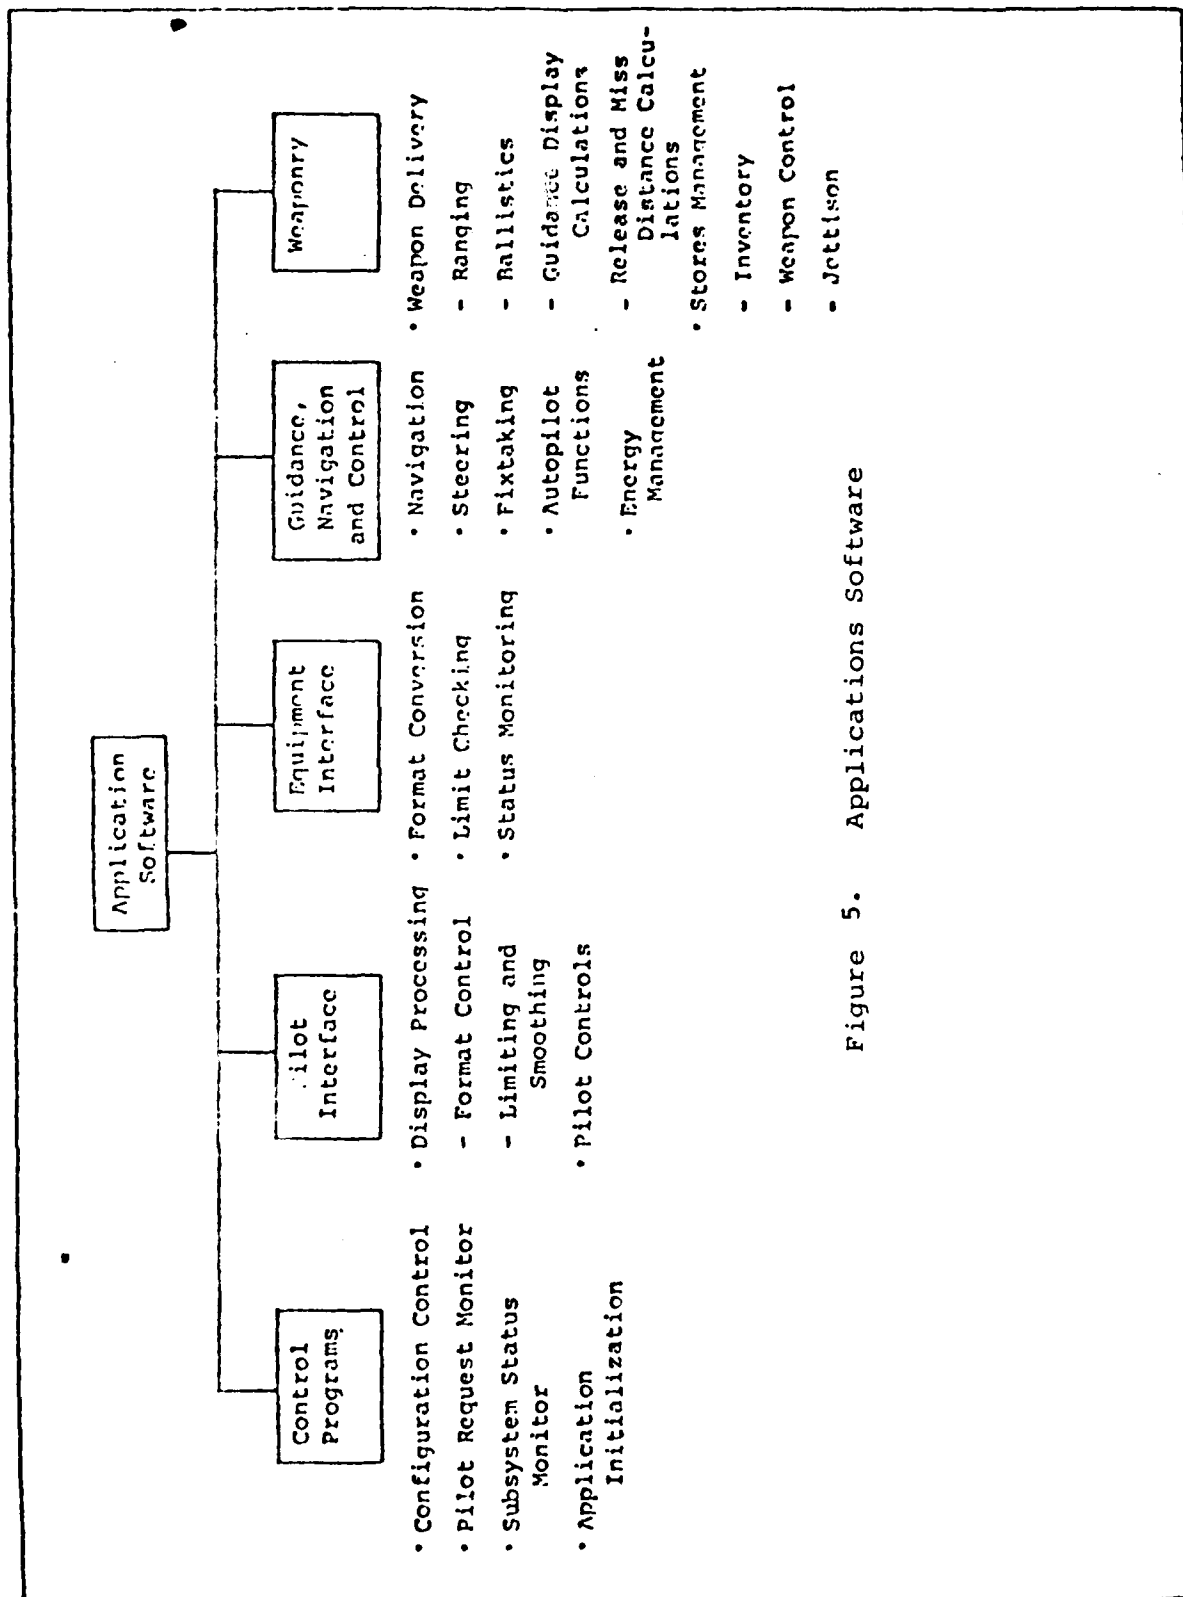 Application
Software
Control
Programs
Pilot
Interface
Equipment
Interface
Guidance,
Navigation
and Control
Weaponry
• Configuration Control
• Pilot Request Monitor
• Subsystem Status
Monitor
• Application
Initialization
• Display Processing
- Format Control
- Limiting and
Smoothing
• Pilot Controls
• Format Conversion
• Limit Checking
• Status Monitoring
• Navigation
• Steering
• Fixtaking
• Autopilot
Functions
• Energy
Management
• Weapon Delivery
- Ranging
- Ballistics
- Guidance Display
Calculations
- Release and Miss
Distance Calcu-
lations
• Stores Management
- Inventory
- Weapon Control
- Jettison
Figure 5. Applications Software